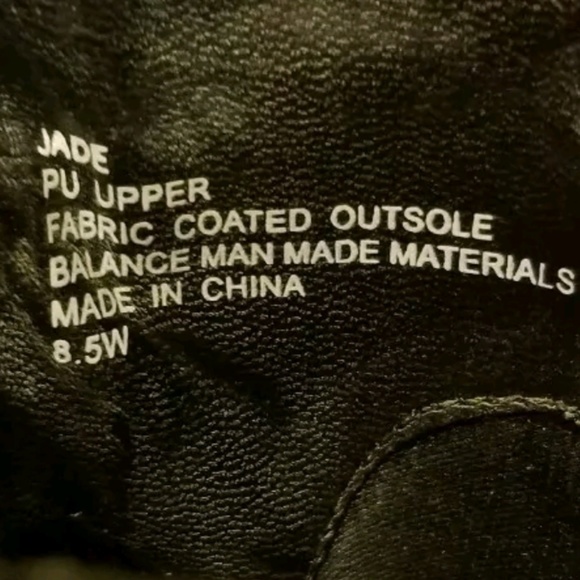 JADE
PU UPPER
FABRIC COATED OUTSOLE
BALANCE MAN MADE MATERIALS
MADE IN CHINA
8.5W